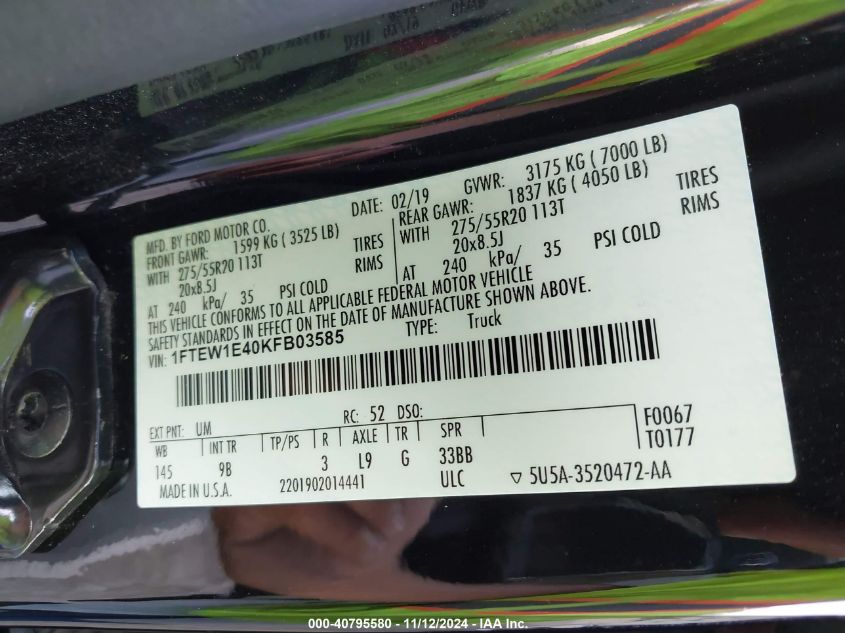 MFD. BY FORD MOTOR CO.
DATE: 02/19
GVWR: 3175 KG ( 7000 LB)
FRONT GAWR: 1599 KG ( 3525 LB)
REAR GAWR: 1837 KG ( 4050 LB)
WITH 275/55R20 113T TIRES
WITH 275/55R20 113T TIRES
20x8.5J RIMS
20x8.5J RIMS
AT 240 kPa/ 35 PSI COLD
AT 240 kPa/ 35 PSI COLD
THIS VEHICLE CONFORMS TO ALL APPLICABLE FEDERAL MOTOR VEHICLE
SAFETY STANDARDS IN EFFECT ON THE DATE OF MANUFACTURE SHOWN ABOVE.
VIN: 1FTEW1E40KFB03585
TYPE: Truck
EXT PNT: UM RC: 52 DSO:
WB INT TR TP/PS R AXLE TR SPR
F0067
145 9B 3 L9 G 33BB
T0177
MADE IN U.S.A. 2201902014441 ULC ▽ 5U5A-3520472-AA
000-40795580 - 11/12/2024 - IAA Inc.